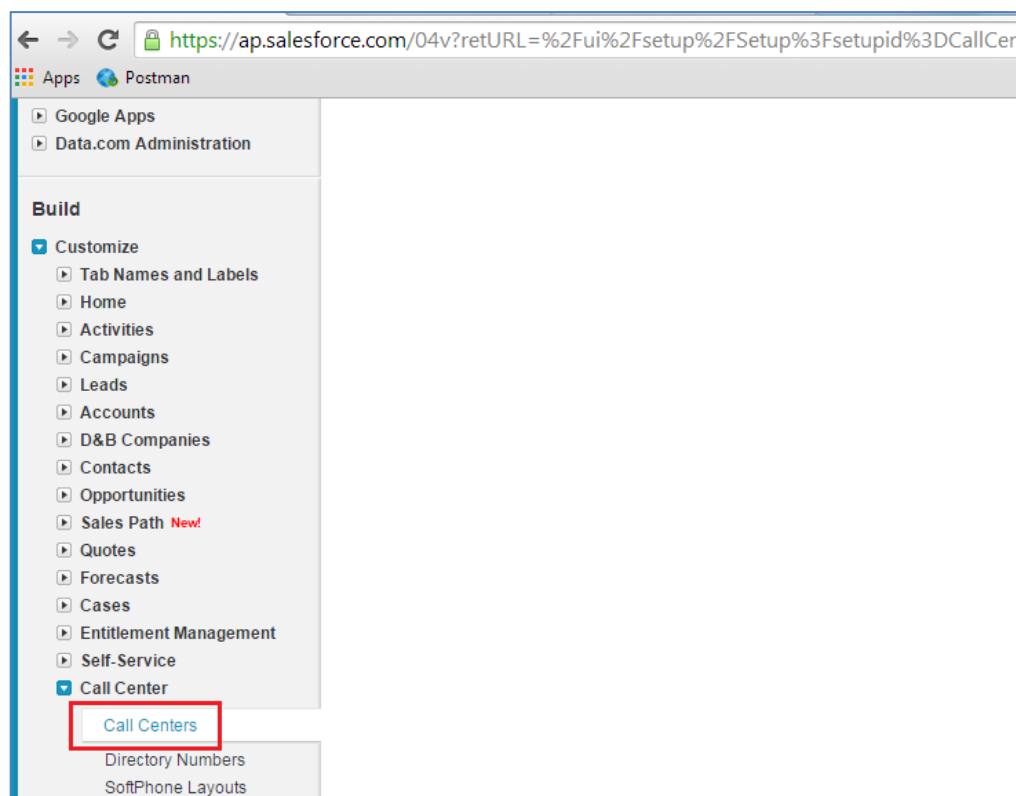 https://ap.salesforce.com/04v?retURL=%2Fui%2Fsetup%2FSetup%3Fsetupid%3DCallCer
Apps Postman
Google Apps
Data.com Administration
Build
Customize
Tab Names and Labels
Home
Activities
Campaigns
Leads
Accounts
D&B Companies
Contacts
Opportunities
Sales Path New!
Quotes
Forecasts
Cases
Entitlement Management
Self-Service
Call Center
Call Centers
Directory Numbers
SoftPhone Layouts